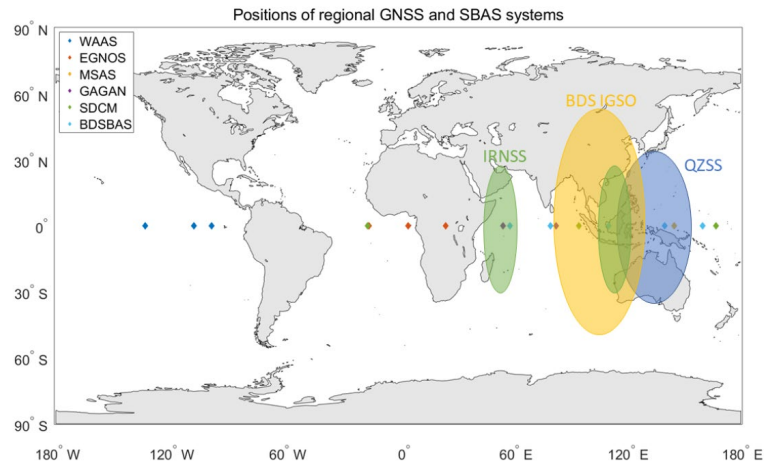 Positions of regional GNSS and SBAS systems
90° N
WAAS
EGNOS
MSAS
GAGAN
SDCM
BDSBAS
60° N
BDS IGSO
IRNSS
30° N
QZSS
0°
30° S
60° S
90° S
180° W
120° W
60° W
0°
60° E
120° E
180° E